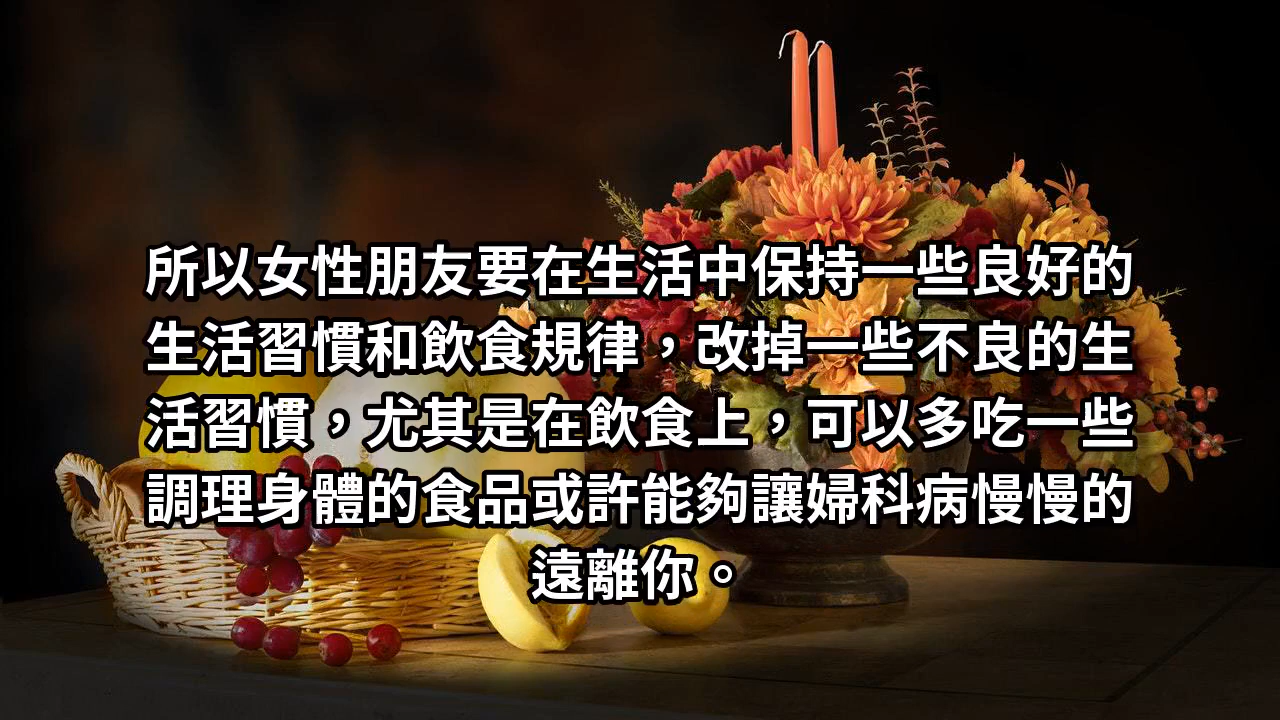 所以女性朋友要在生活中保持一些良好的
生活習慣和飲食規律，改掉一些不良的生
活習慣，尤其是在飲食上，可以多吃一些
調理身體的食品或許能夠讓婦科病慢慢的
遠離你。